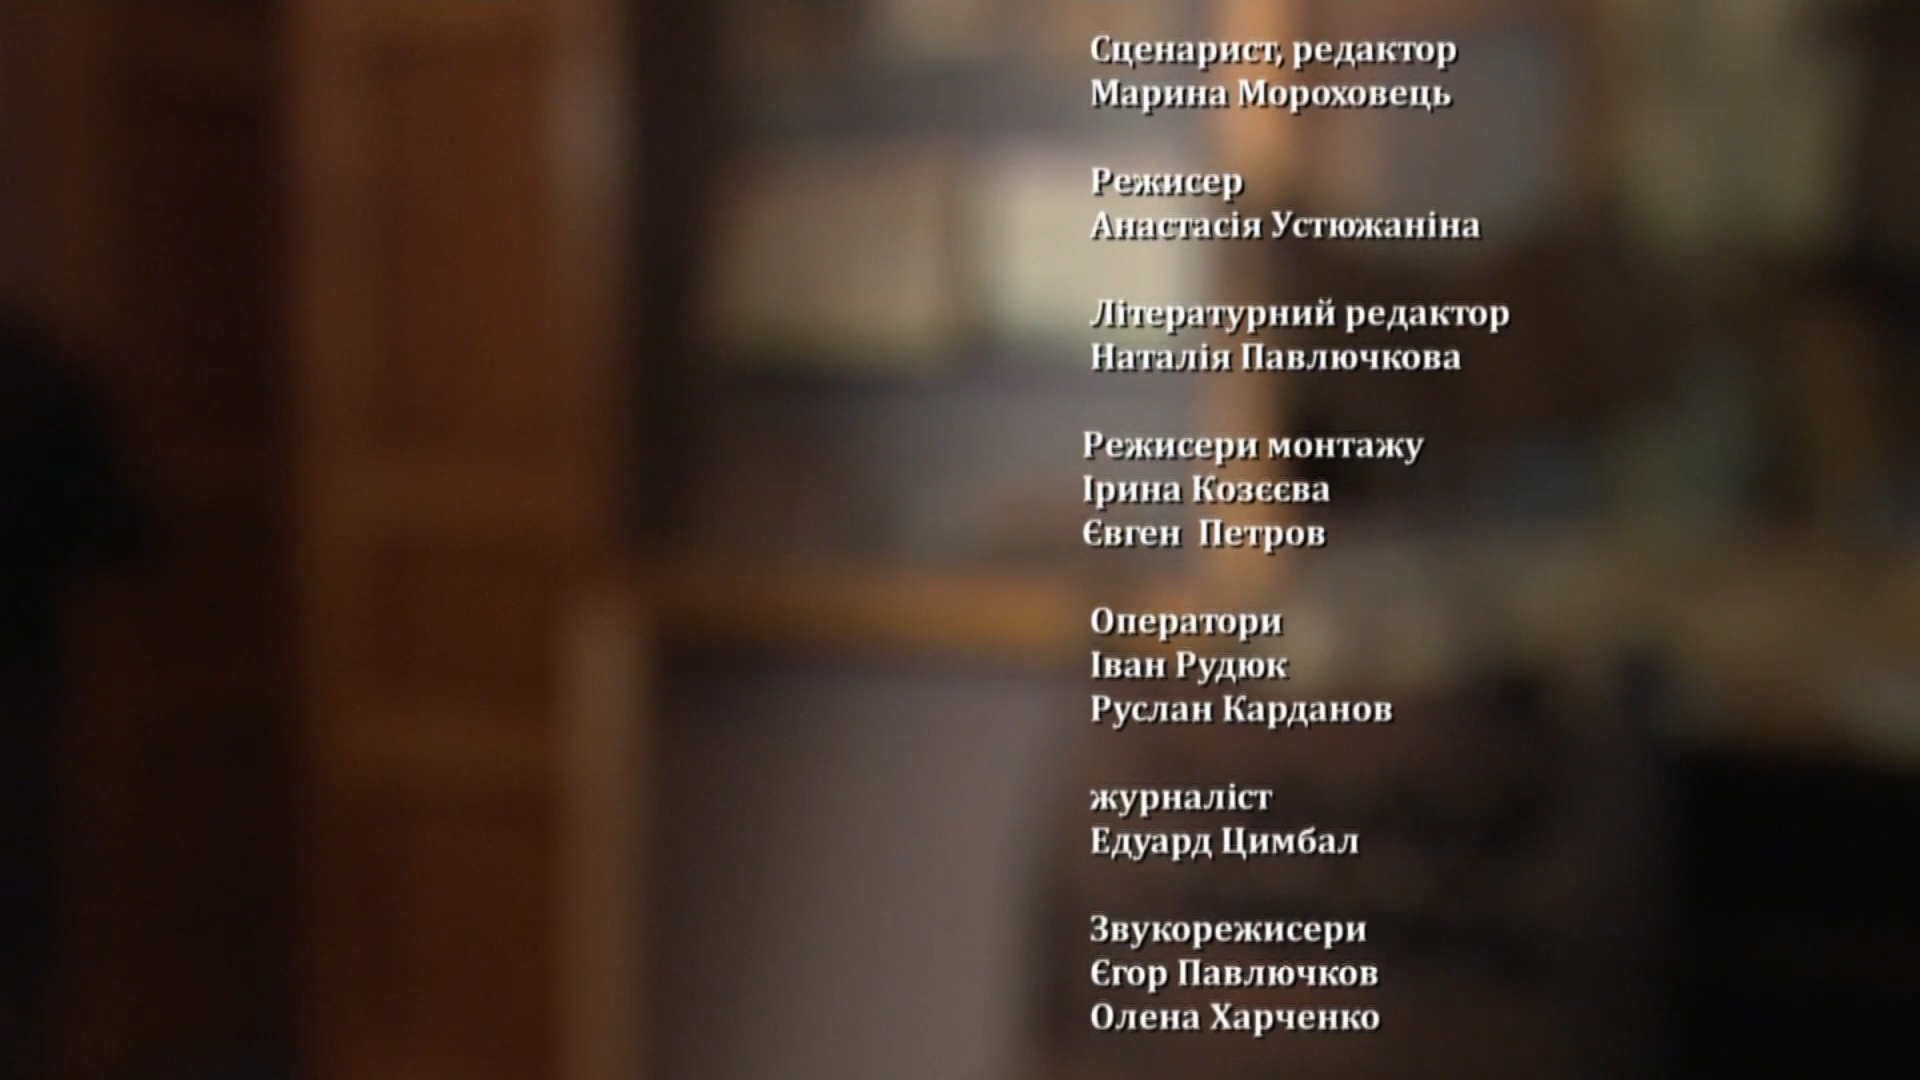 Сценарист, редактор
Марина Мороховець
Режисер
Анастасія Устюжаніна
Літературний редактор
Наталія Павлючкова
Режисери монтажу
Ірина Козєєва
Євген  Петров
Оператори
Іван Рудюк
Руслан Карданов
журналіст
Едуард Цимбал
Звукорежисери
Єгор Павлючков
Олена Харченко